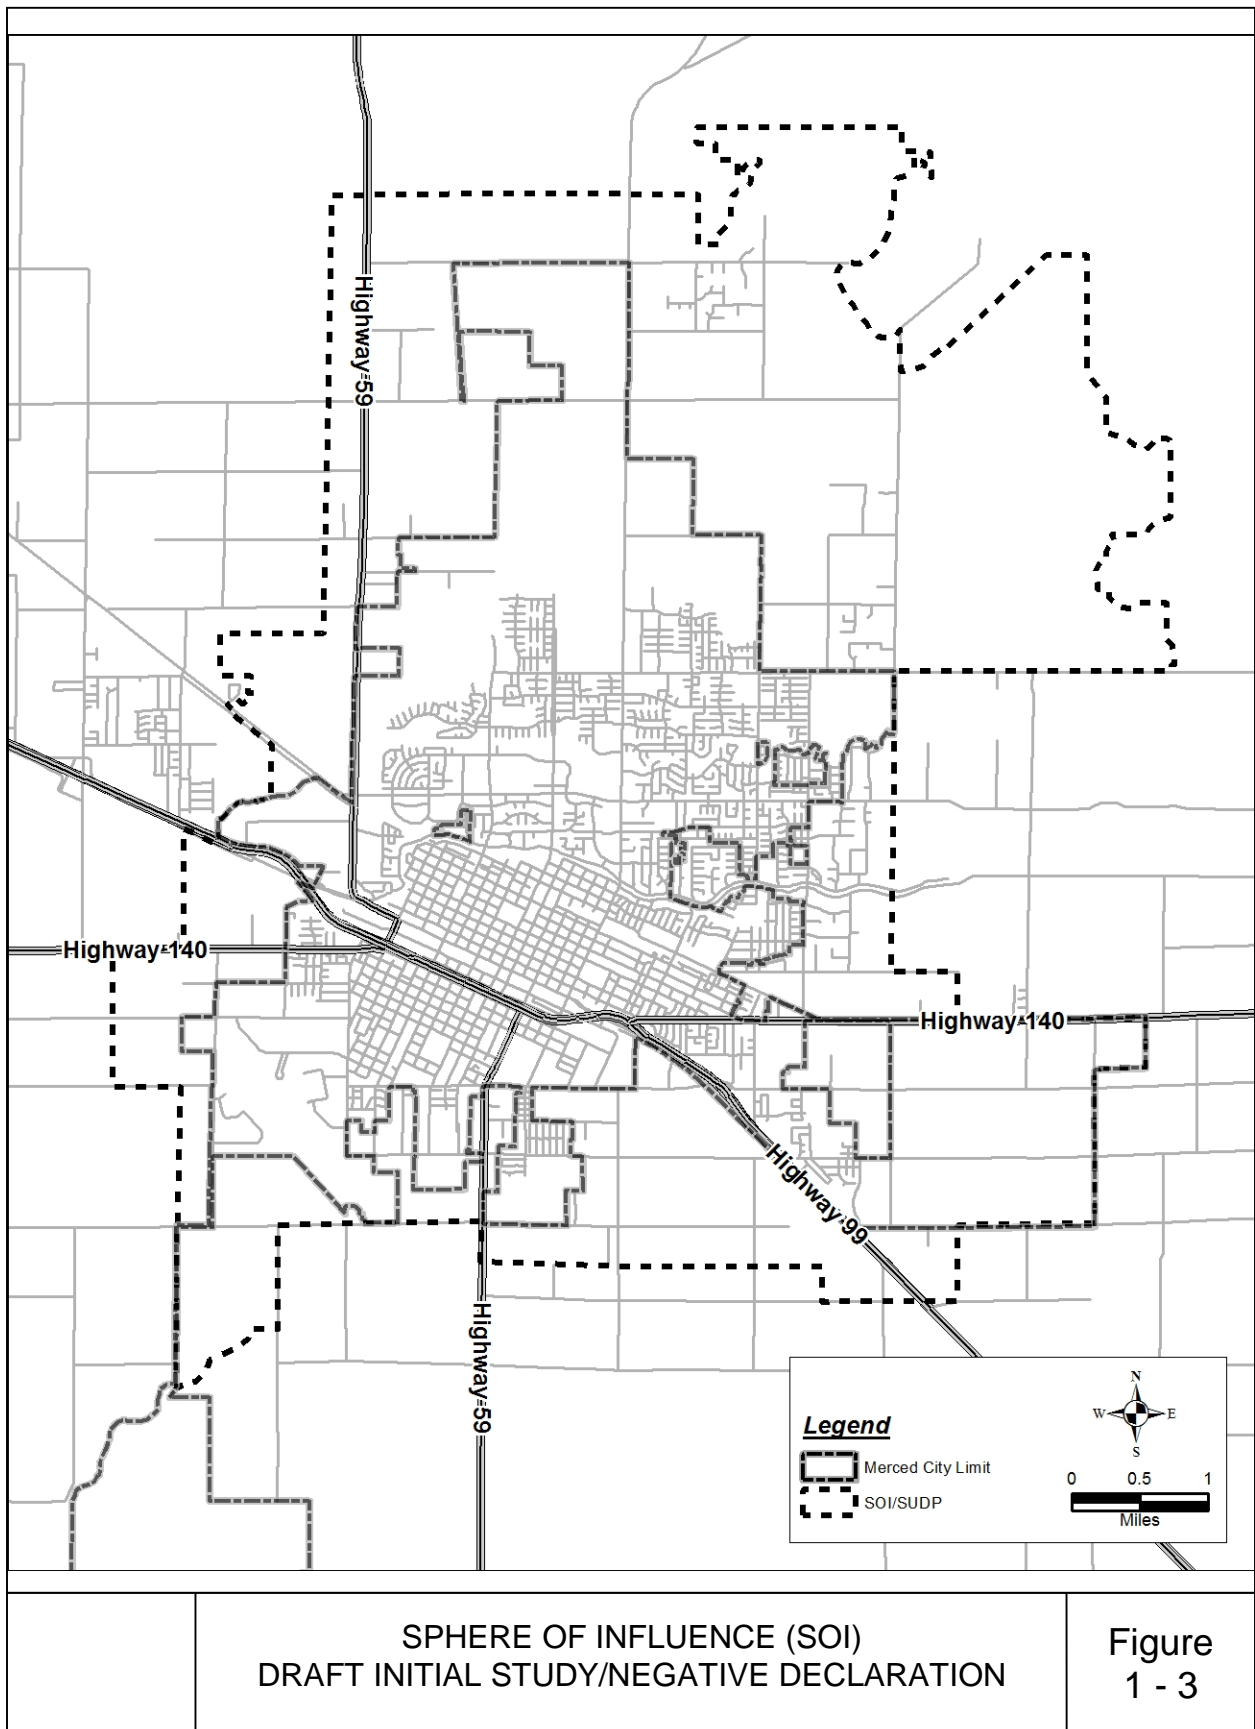 Highway 59
Highway 140
Highway 140
Highway 99
Highway 59
Legend
Merced City Limit
SOI/SUDP
N
W E
S
0 0.5 1
Miles
SPHERE OF INFLUENCE (SOI)
DRAFT INITIAL STUDY/NEGATIVE DECLARATION
Figure
1 - 3